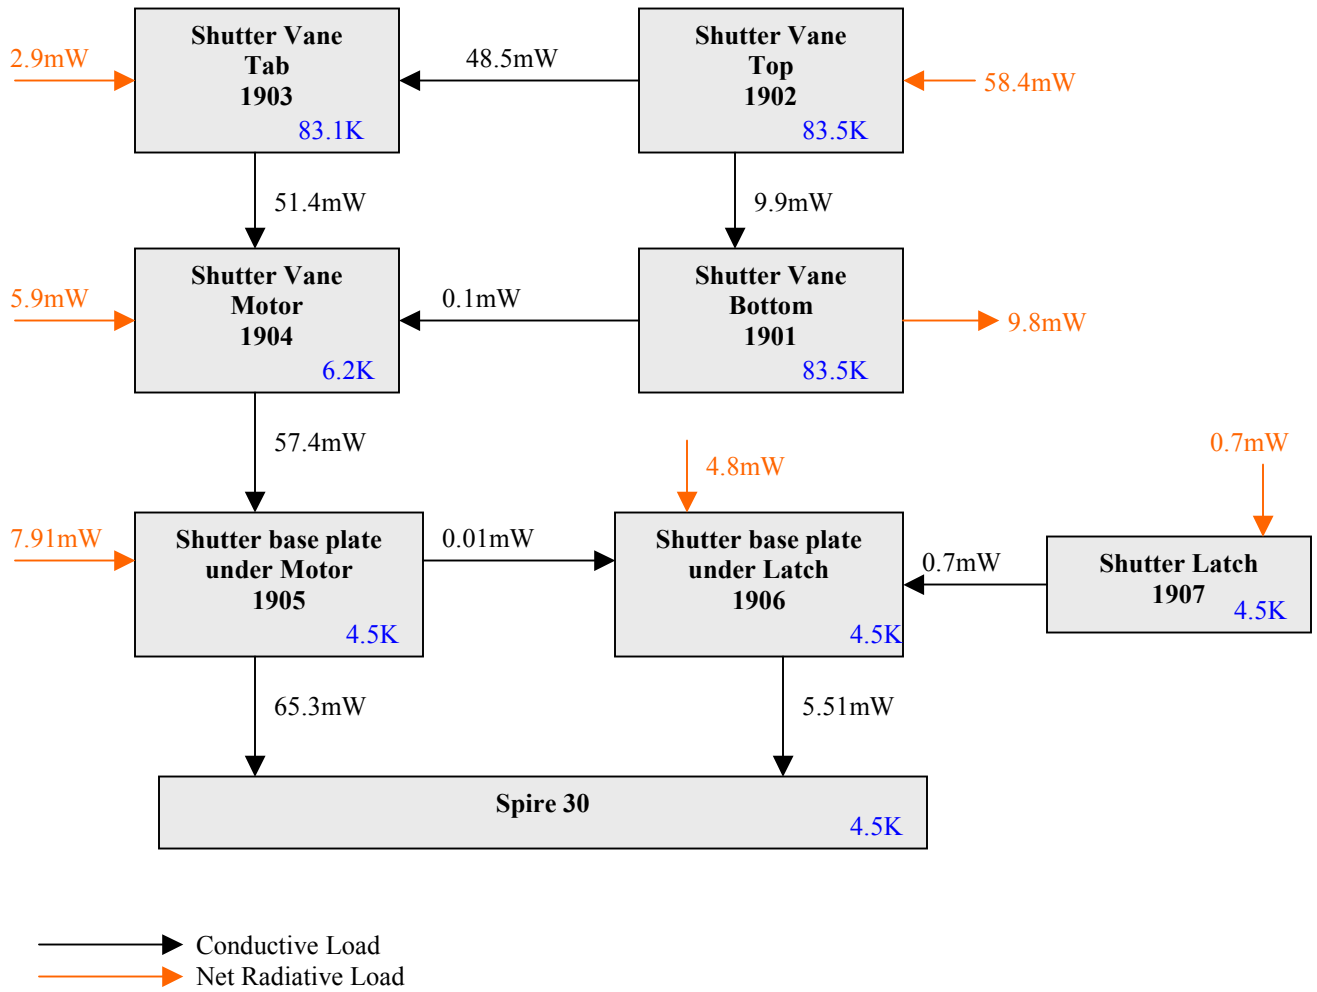 Shutter Vane
Tab
1903
83.1K
2.9mW
48.5mW
Shutter Vane
Top
1902
83.5K
58.4mW
51.4mW
9.9mW
Shutter Vane
Motor
1904
6.2K
5.9mW
0.1mW
Shutter Vane
Bottom
1901
83.5K
9.8mW
57.4mW
4.8mW
0.7mW
7.91mW
Shutter base plate
under Motor
1905
4.5K
0.01mW
Shutter base plate
under Latch
1906
4.5K
0.7mW
Shutter Latch
1907
4.5K
65.3mW
5.51mW
Spire 30
4.5K
Conductive Load
Net Radiative Load